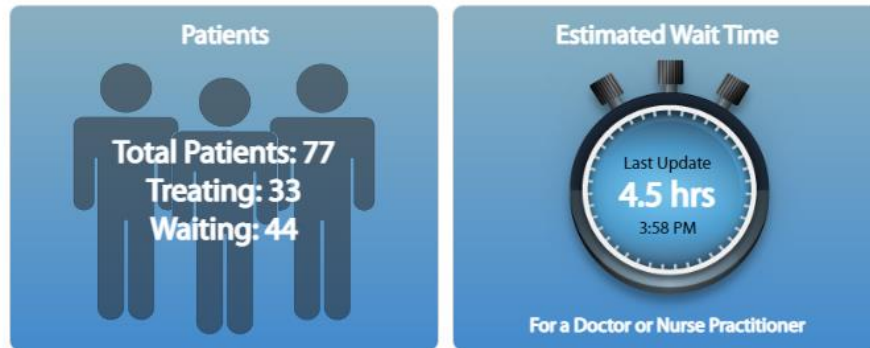 Patients
Total Patients: 77
Treating: 33
Waiting: 44
Estimated Wait Time
Last Update
4.5 hrs
3:58 PM
For a Doctor or Nurse Practitioner